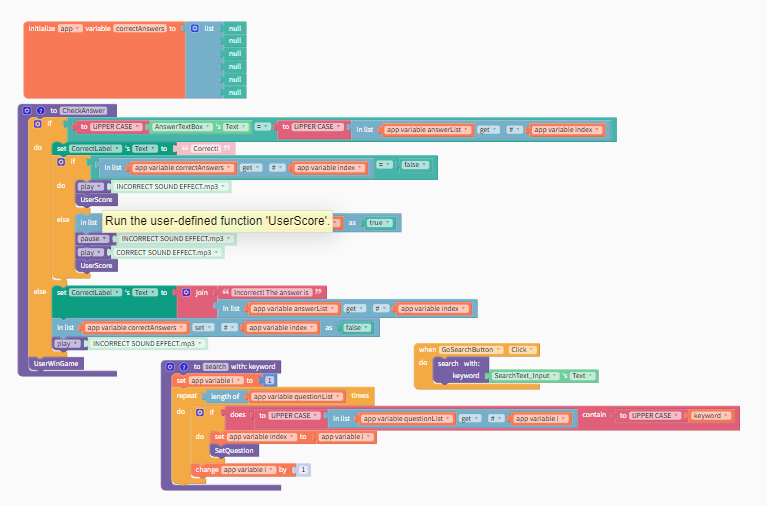 initialize app variable correctAnswers to list null
null
null
null
null
null
? to CheckAnswer
if to UPPER CASE AnswerTextBox 's Text = to UPPER CASE in list app variable answerList get # app variable index
do set CorrectLabel 's Text to " Correct! "
if in list app variable correctAnswers get # app variable index = false
do play INCORRECT SOUND EFFECT.mp3
UserScore
else in list as true
Run the user-defined function 'UserScore'.
pause INCORRECT SOUND EFFECT.mp3
play CORRECT SOUND EFFECT.mp3
UserScore
else set CorrectLabel 's Text to join " Incorrect! The answer is "
in list app variable answerList get # app variable index
in list app variable correctAnswers set # app variable index as false
play INCORRECT SOUND EFFECT.mp3
UserWinGame
when GoSearchButton Click
do search with:
keyword SearchText_Input 's Text
? to search with: keyword
set app variable i to 1
repeat length of app variable questionList times
do if does to UPPER CASE in list app variable questionList get # app variable i contain to UPPER CASE keyword
do set app variable index to app variable i
SetQuestion
change app variable i by 1